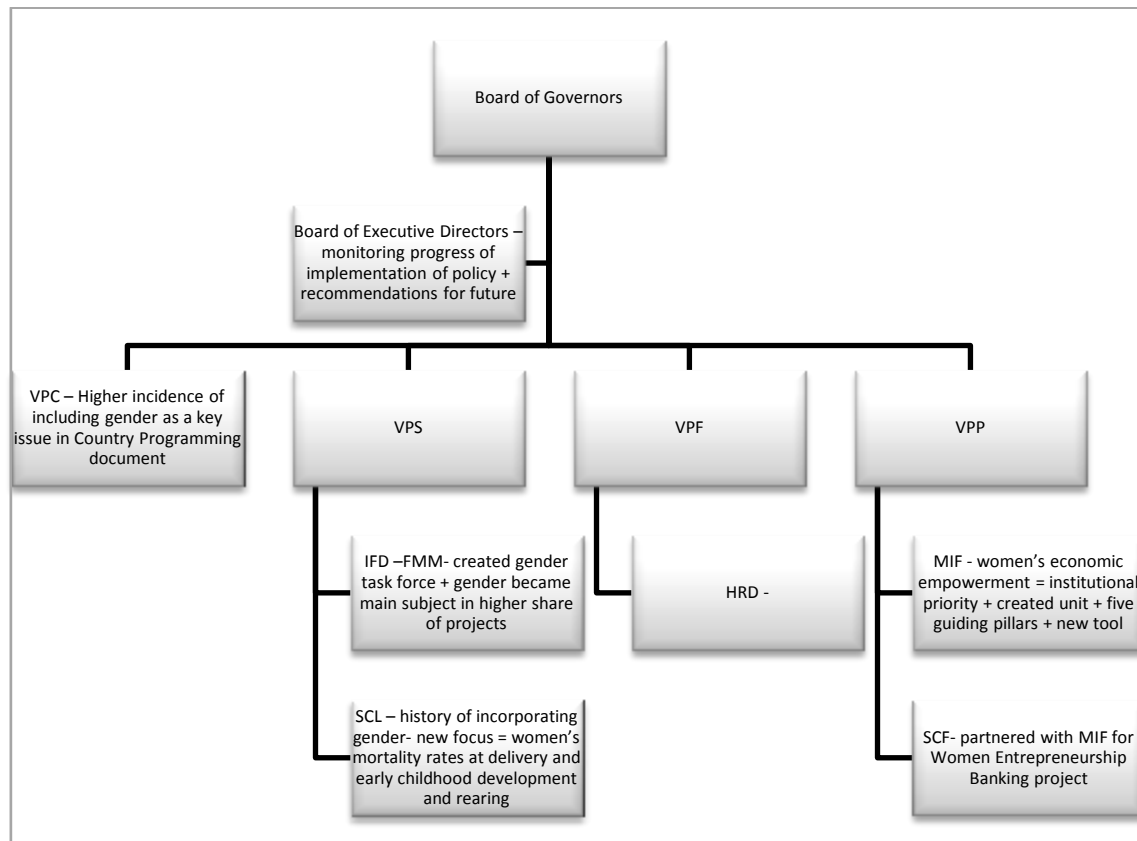 Board of Governors
Board of Executive Directors –
monitoring progress of
implementation of policy +
recommendations for future
VPC – Higher incidence of
including gender as a key
issue in Country Programming
document
VPS
VPF
VPP
IFD –FMM- created gender
task force + gender became
main subject in higher share
of projects
HRD -
MIF - women’s economic
empowerment = institutional
priority + created unit + five
guiding pillars + new tool
SCL – history of incorporating
gender- new focus = women’s
mortality rates at delivery and
early childhood development
and rearing
SCF- partnered with MIF for
Women Entrepreneurship
Banking project